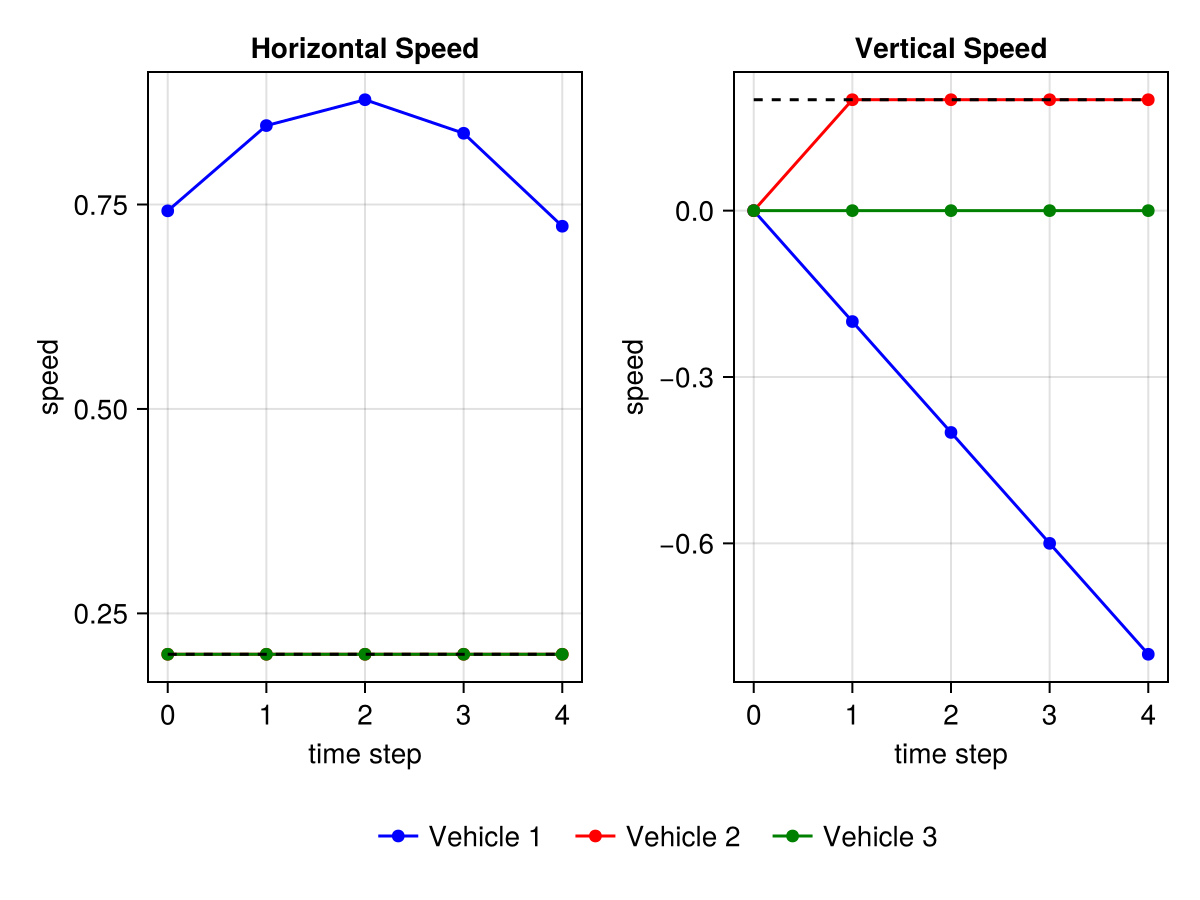 Horizontal Speed
0.75
0.50
0.25
speed
0 1 2 3 4
time step
Vertical Speed
0.0
−0.3
−0.6
speed
0 1 2 3 4
time step
Vehicle 1 Vehicle 2 Vehicle 3